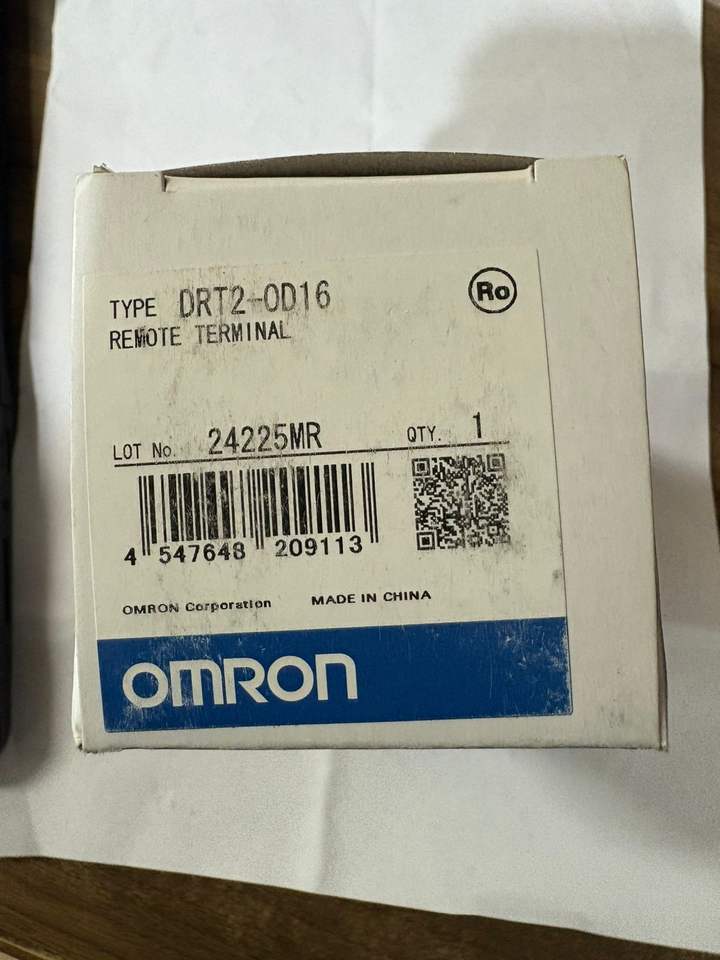 TYPE DRT2-OD16
Ro
REMOTE TERMINAL
LOT No. 24225MR QTY. 1
4 547648 209113
OMRON Corporation MADE IN CHINA
OMRON